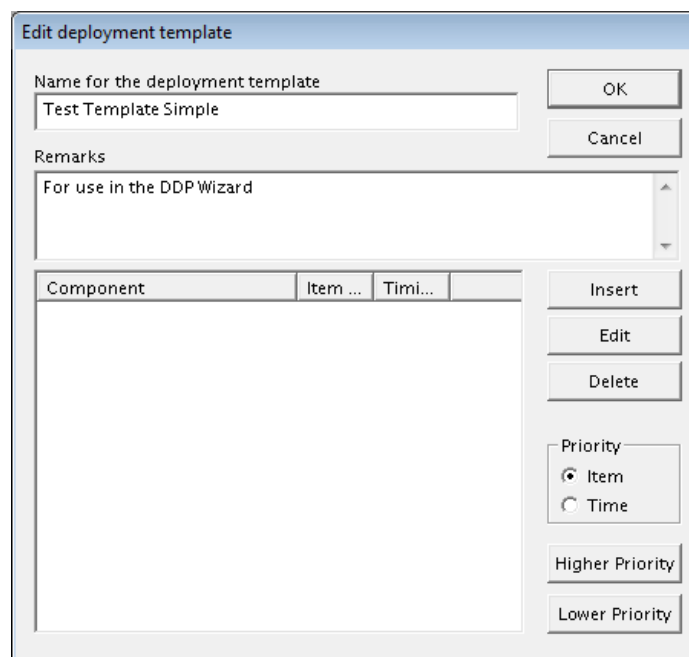 Edit deployment template
Name for the deployment template
OK
Test Template Simple
Cancel
Remarks
For use in the DDP Wizard
Component Item ... Timi...
Insert
Edit
Delete
Priority
Item
Time
Higher Priority
Lower Priority